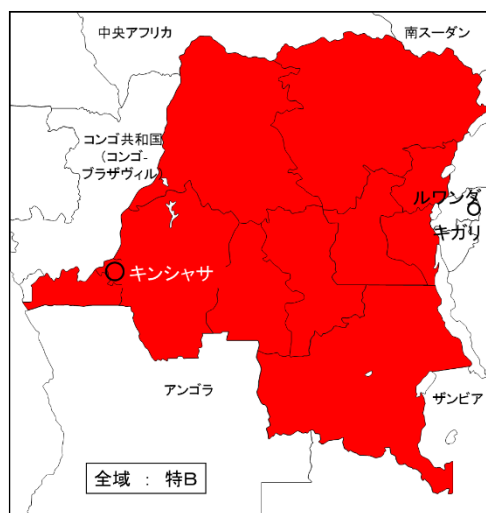 中央アフリカ
南スーダン
コンゴ共和国
(コンゴ-
ブラザヴィル)
ルワンダ
キガリ
キンシャサ
アンゴラ
ザンビア
全域 : 特B